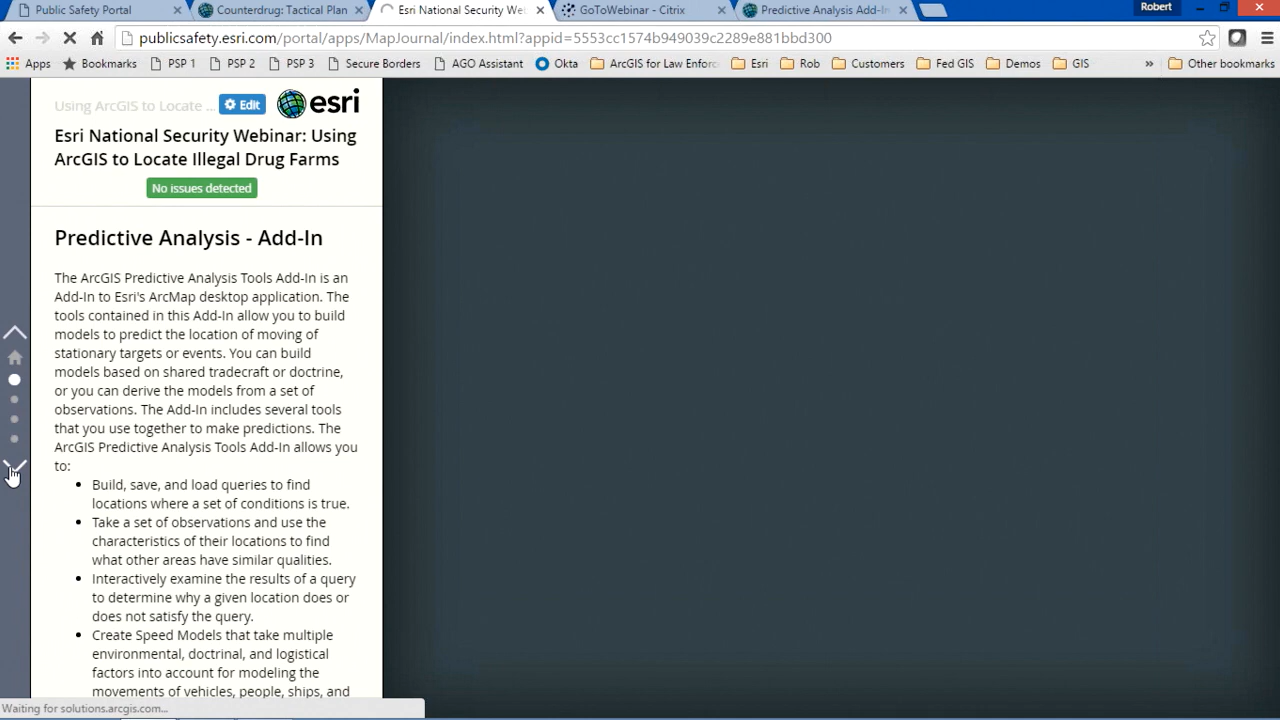 Public Safety Portal
Counterdrug: Tactical Plan
Esri National Security We
GoToWebinar - Citrix
Predictive Analysis Add-In
Robert
publicsafety.esri.com/portal/apps/MapJournal/index.html?appid=5553cc1574b949039c2289e881bbd300
Apps Bookmarks PSP 1 PSP 2 PSP 3 Secure Borders AGO Assistant Okta ArcGIS for Law Enforc Esri Rob Customers Fed GIS Demos GIS » Other bookmarks
Using ArcGIS to Locate ...
Edit
esri
Esri National Security Webinar: Using
ArcGIS to Locate Illegal Drug Farms
No issues detected
Predictive Analysis - Add-In
The ArcGIS Predictive Analysis Tools Add-In is an
Add-In to Esri's ArcMap desktop application. The
tools contained in this Add-In allow you to build
models to predict the location of moving of
stationary targets or events. You can build
models based on shared tradecraft or doctrine,
or you can derive the models from a set of
observations. The Add-In includes several tools
that you use together to make predictions. The
ArcGIS Predictive Analysis Tools Add-In allows you
to:
• Build, save, and load queries to find
locations where a set of conditions is true.
• Take a set of observations and use the
characteristics of their locations to find
what other areas have similar qualities.
• Interactively examine the results of a query
to determine why a given location does or
does not satisfy the query.
• Create Speed Models that take multiple
environmental, doctrinal, and logistical
factors into account for modeling the
movements of vehicles, people, ships, and
Waiting for solutions.arcgis.com...